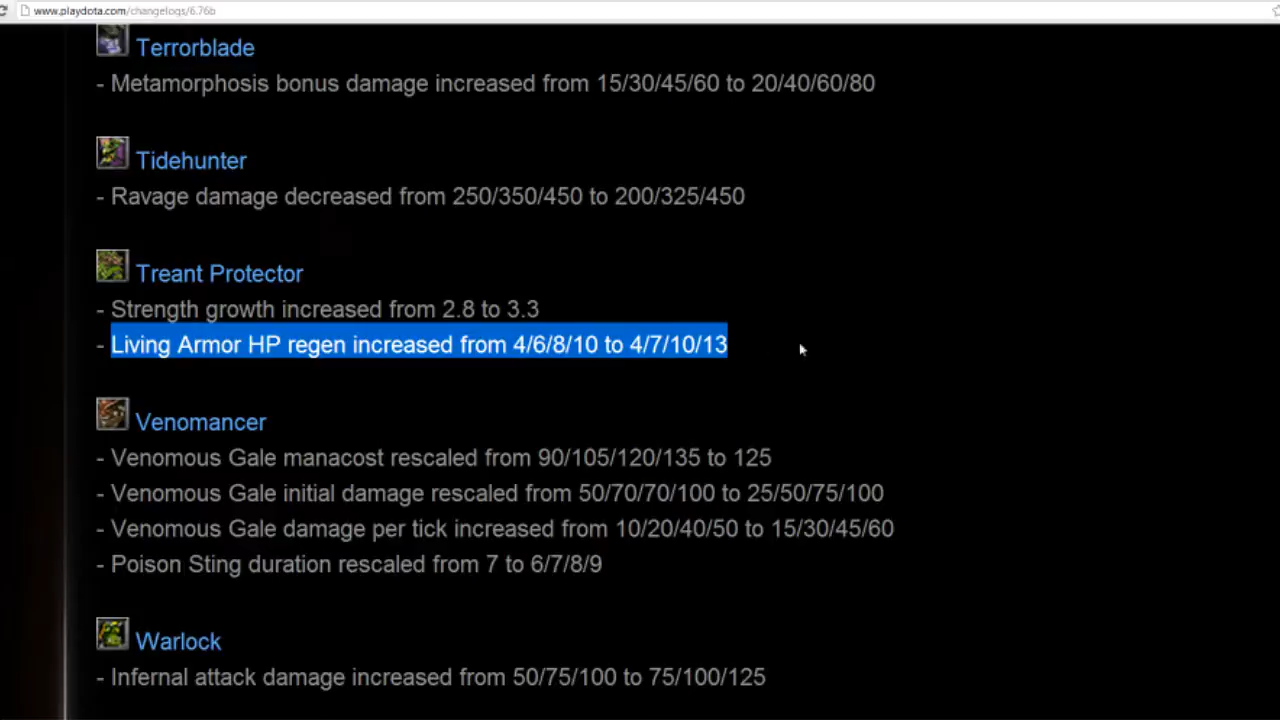 www.playdota.com/changelogs/6.76b
Terrorblade
- Metamorphosis bonus damage increased from 15/30/45/60 to 20/40/60/80
Tidehunter
- Ravage damage decreased from 250/350/450 to 200/325/450
Treant Protector
- Strength growth increased from 2.8 to 3.3
- Living Armor HP regen increased from 4/6/8/10 to 4/7/10/13
Venomancer
- Venomous Gale manacost rescaled from 90/105/120/135 to 125
- Venomous Gale initial damage rescaled from 50/70/70/100 to 25/50/75/100
- Venomous Gale damage per tick increased from 10/20/40/50 to 15/30/45/60
- Poison Sting duration rescaled from 7 to 6/7/8/9
Warlock
- Infernal attack damage increased from 50/75/100 to 75/100/125